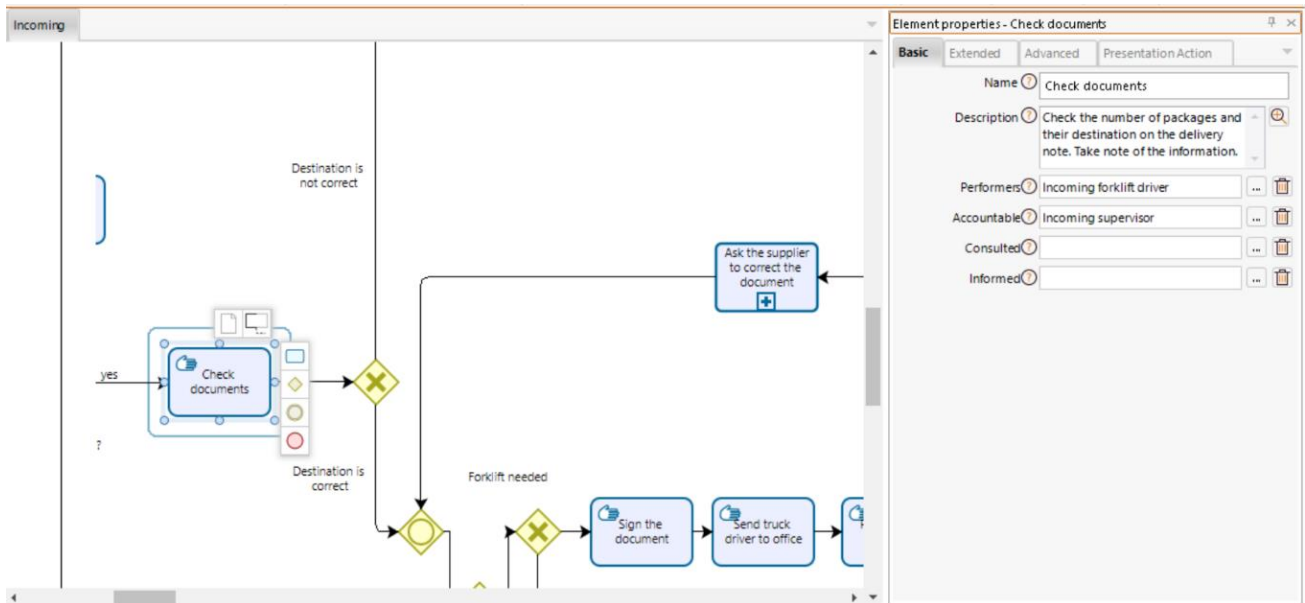 Incoming
Destination is
not correct
Ask the supplier
to correct the
document
yes
Check
documents
?
Destination is
correct
Forklift needed
Sign the
document
Send truck
driver to office
Element properties - Check documents
Basic
Extended
Advanced
Presentation Action
Name ? Check documents
Description ? Check the number of packages and
their destination on the delivery
note. Take note of the information.
Performers ? Incoming forklift driver ...
Accountable ? Incoming supervisor ...
Consulted ? ...
Informed ? ...